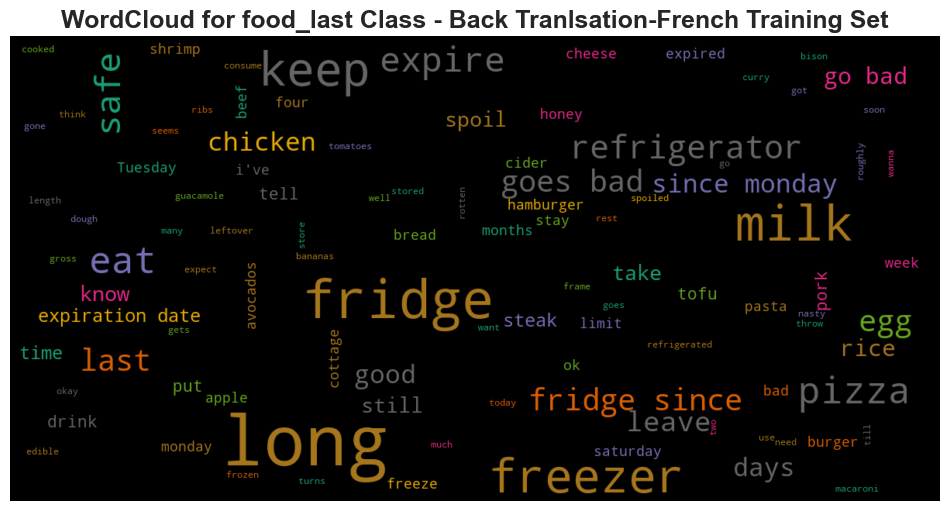 WordCloud for food_last Class - Back Tranlsation-French Training Set
cooked
shrimp
keep
expire
cheese
expired
bison
safe
consume
curry
go bad
got
think
ribs
beef
four
spoil
honey
soon
gone
seems
chicken
tomatoes
refrigerator
roughly
wanna
Tuesday
i've
cider
go
length
guacamole
tell
well
stored
rotten
goes bad
since monday
hamburger
spoiled
dough
many
leftover
store
bread
months
stay
rest
milk
gross
eat
expect
bananas
avocados
take
week
know
fridge
frame
tofu
pork
expiration date
gets
goes
want
steak
limit
pasta
nasty
throw
egg
time
last
cottage
refrigerated
rice
okay
put
apple
good
ok
still
today
fridge since
bad
pizza
drink
leave
two
monday
long
much
saturday
use
need
burger
till
edible
frozen
turns
freeze
freezer
days
macaroni